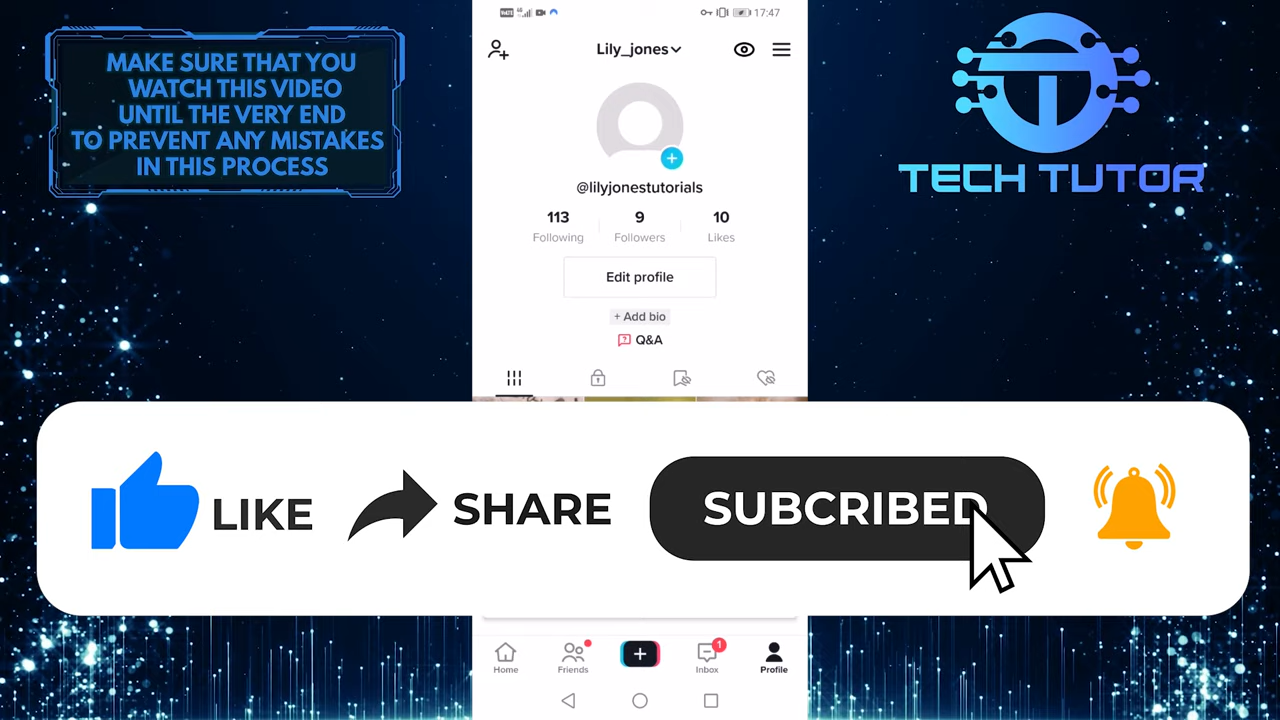 MAKE SURE THAT YOU
WATCH THIS VIDEO
UNTIL THE VERY END
TO PREVENT ANY MISTAKES
IN THIS PROCESS
17:47
Lily_jones
@lilyjonestutorials
113
9
10
Following
Followers
Likes
Edit profile
+ Add bio
Q&A
TECH TUTOR
LIKE
SHARE
SUBCRIBED
1
Home
Friends
Inbox
Profile